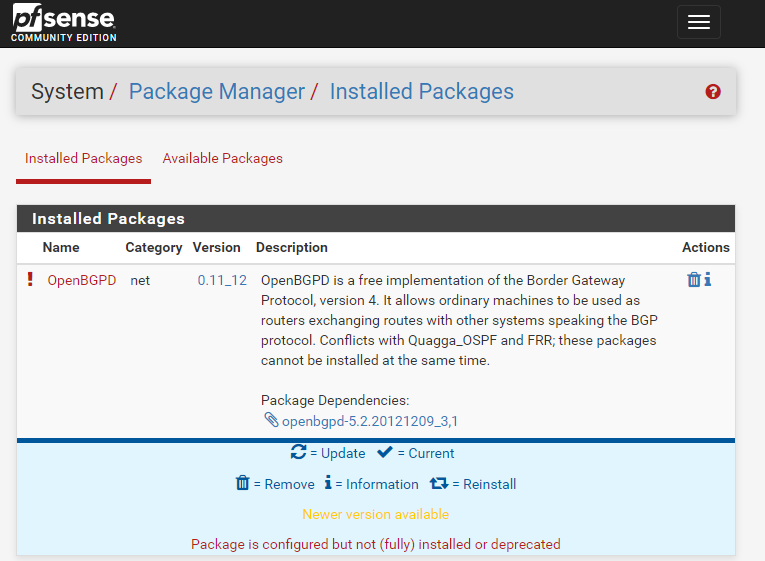 pfsense
COMMUNITY EDITION
System / Package Manager / Installed Packages
Installed Packages Available Packages
Installed Packages
Name Category Version Description Actions
! OpenBGPD net 0.11_12 OpenBGPD is a free implementation of the Border Gateway
Protocol, version 4. It allows ordinary machines to be used as
routers exchanging routes with other systems speaking the BGP
protocol. Conflicts with Quagga_OSPF and FRR; these packages
cannot be installed at the same time.
Package Dependencies:
openbgpd-5.2.20121209_3,1
= Update = Current
= Remove i = Information = Reinstall
Newer version available
Package is configured but not (fully) installed or deprecated